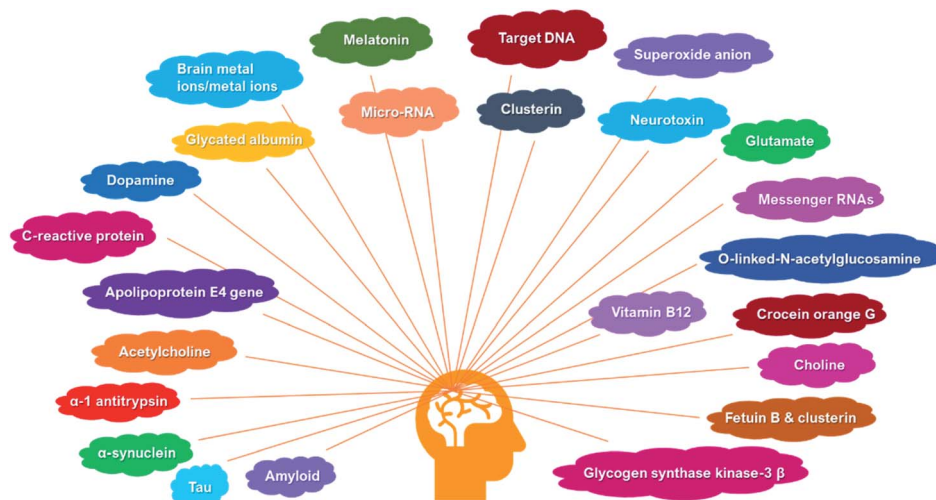 Melatonin
Target DNA
Superoxide anion
Brain metal
ions/metal ions
Micro-RNA
Clusterin
Neurotoxin
Glycated albumin
Glutamate
Dopamine
Messenger RNAs
C-reactive protein
O-linked-N-acetylglucosamine
Apolipoprotein E4 gene
Vitamin B12
Crocein orange G
Acetylcholine
Choline
α-1 antitrypsin
Fetuin B & clusterin
α-synuclein
Glycogen synthase kinase-3 β
Amyloid
Tau